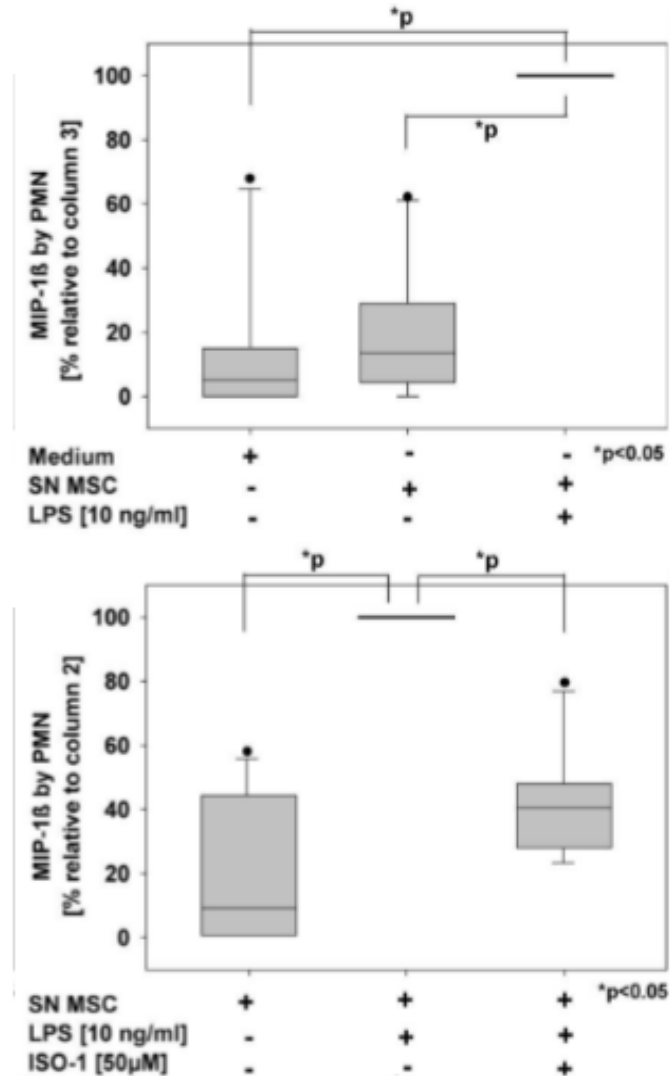 *p
100
*p
80
60
40
20
0
MIP-1ß by PMN
[% relative to column 3]
Medium + - - *p<0.05
SN MSC - + +
LPS [10 ng/ml] - - +
*p *p
100
80
60
40
20
0
MIP-1ß by PMN
[% relative to column 2]
SN MSC + + + *p<0.05
LPS [10 ng/ml] - + +
ISO-1 [50µM] - - +